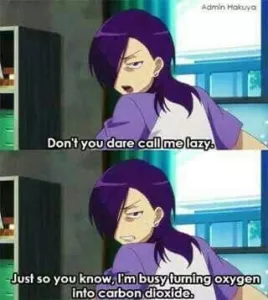 Admin Hakuya
Don't you dare call me lazy.
Just so you know, I'm busy turning oxygen
into carbon dioxide.